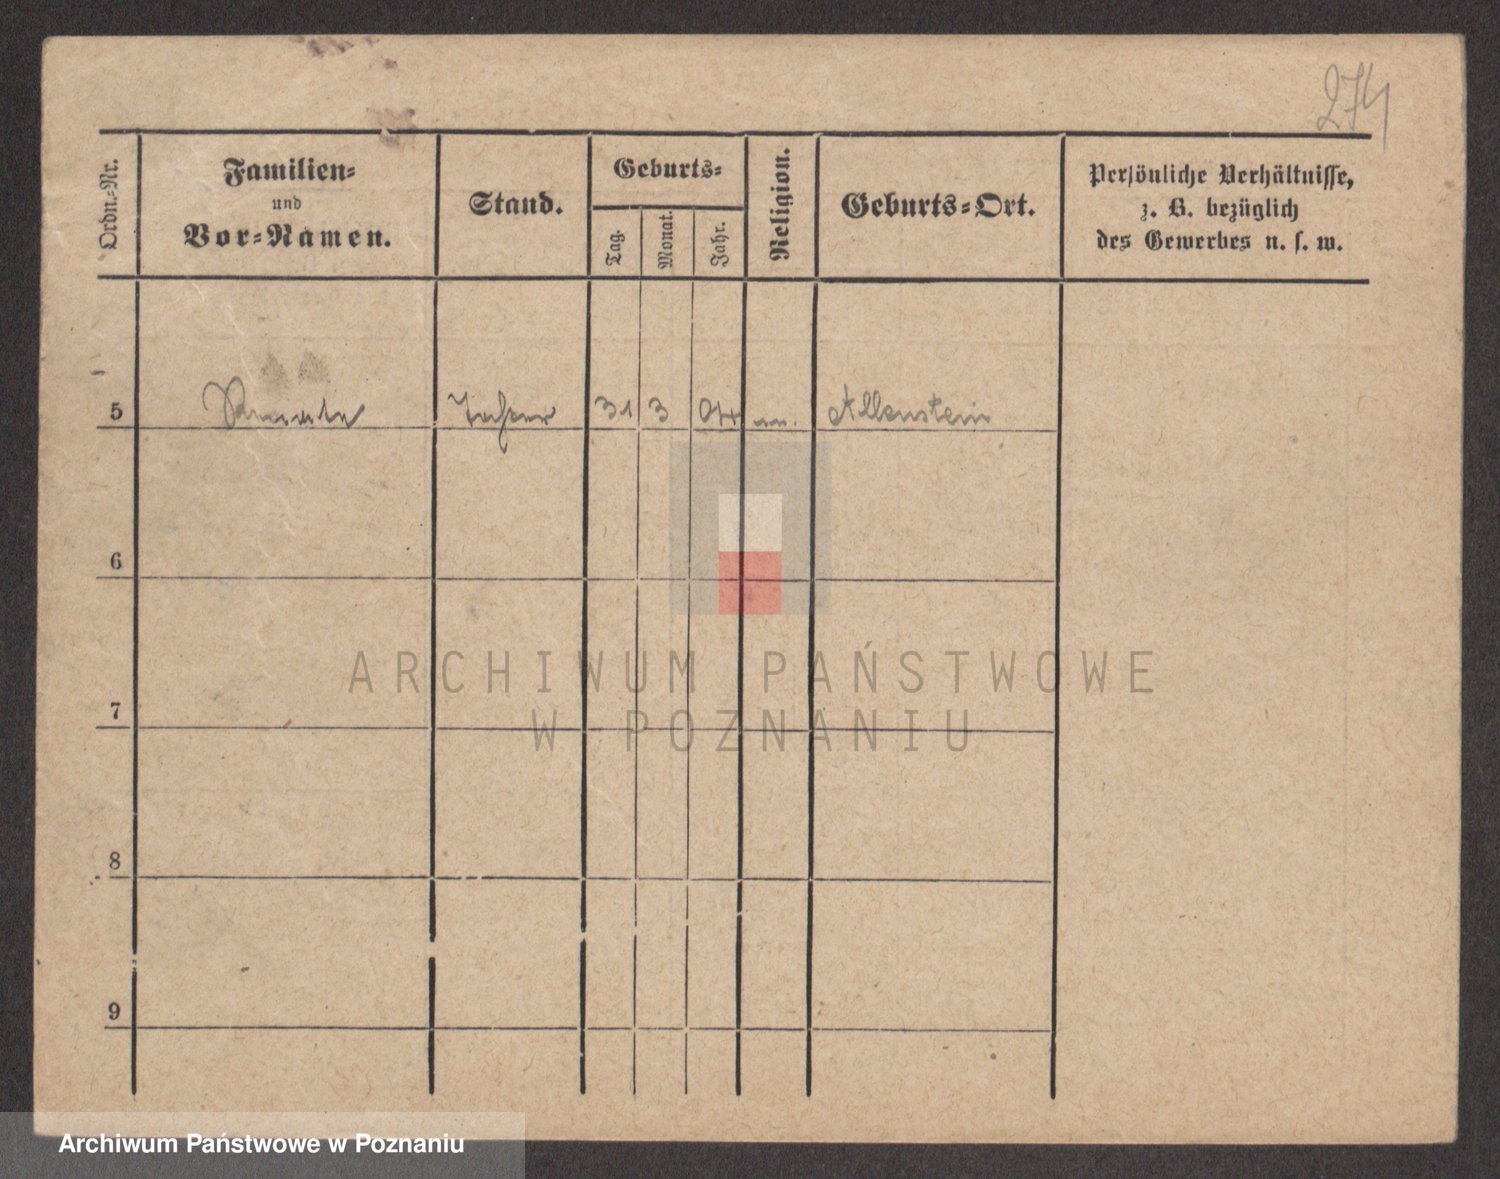 274
Ordn.-Nr.
Familien-
und
Vor-Namen.
Stand.
Geburts-
Tag.
Monat.
Jahr.
Religion.
Geburts-Ort.
Persönliche Verhältnisse,
z. B. bezüglich
des Gewerbes u. s. w.
5 31 3 04 Allenstein
6
7
8
9
ARCHIWUM PAŃSTWOWE
W POZNANIU
Archiwum Państwowe w Poznaniu